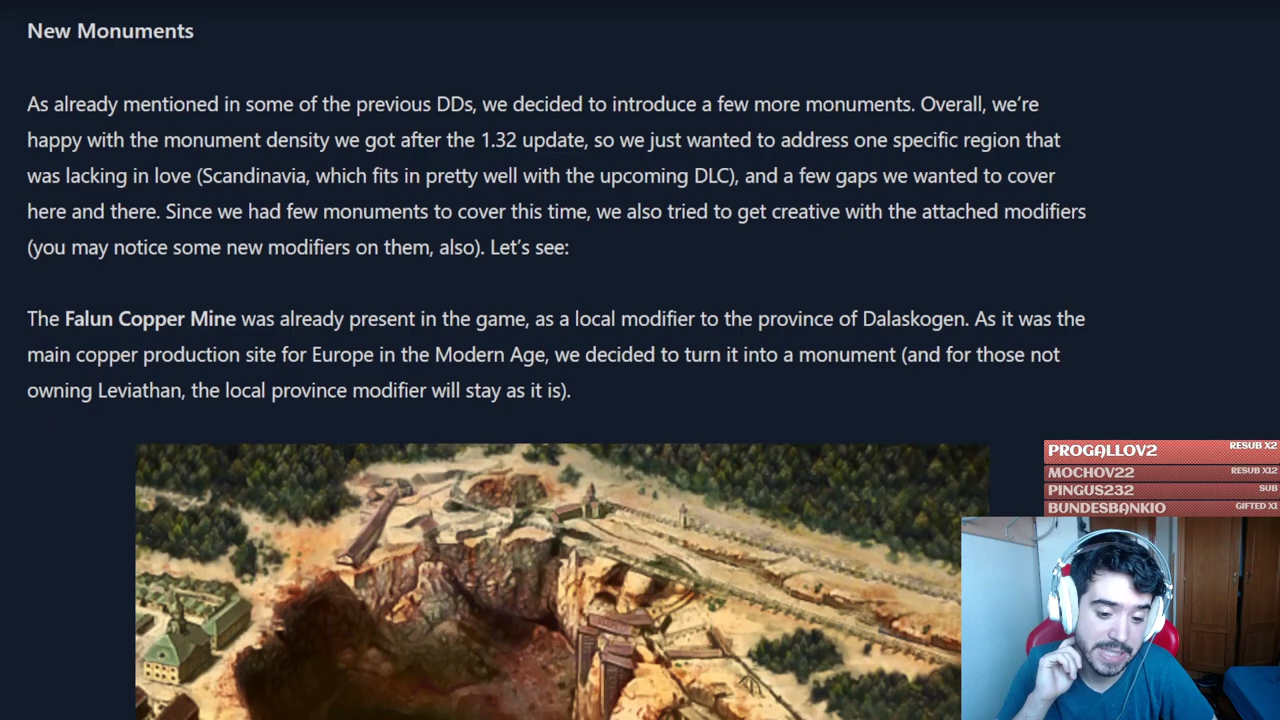 New Monuments
As already mentioned in some of the previous DDs, we decided to introduce a few more monuments. Overall, we're
happy with the monument density we got after the 1.32 update, so we just wanted to address one specific region that
was lacking in love (Scandinavia, which fits in pretty well with the upcoming DLC), and a few gaps we wanted to cover
here and there. Since we had few monuments to cover this time, we also tried to get creative with the attached modifiers
(you may notice some new modifiers on them, also). Let's see:
The Falun Copper Mine was already present in the game, as a local modifier to the province of Dalaskogen. As it was the
main copper production site for Europe in the Modern Age, we decided to turn it into a monument (and for those not
owning Leviathan, the local province modifier will stay as it is).
PROGALLOV2 RESUB X2
MOCHOV22 RESUB X12
PINGUS232 SUB
BUNDESBANKIO GIFTED X1